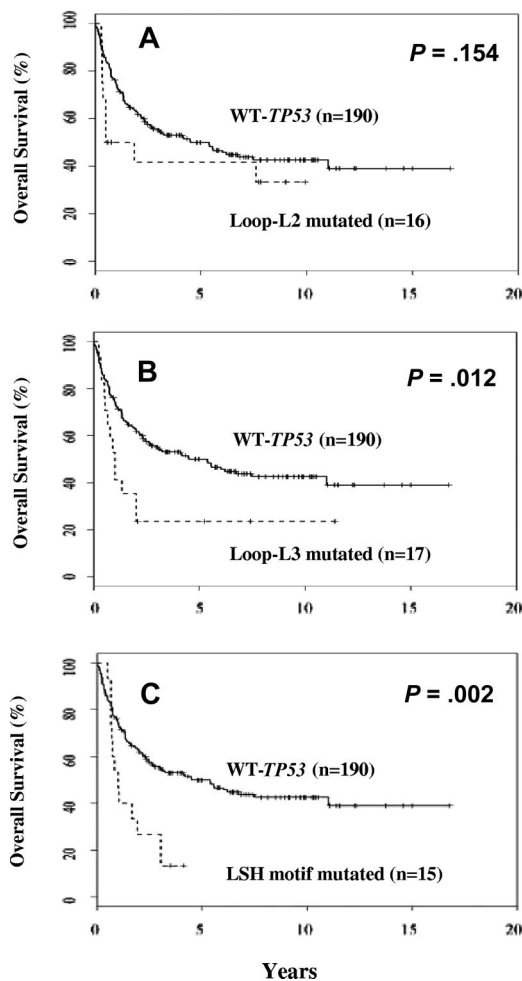 A
P = .154
Overall Survival (%)
100
80
60
40
20
0
WT-TP53 (n=190)
Loop-L2 mutated (n=16)
0 5 10 15 20
B
P = .012
Overall Survival (%)
100
80
60
40
20
0
WT-TP53 (n=190)
Loop-L3 mutated (n=17)
0 5 10 15 20
C
P = .002
Overall Survival (%)
100
80
60
40
20
0
WT-TP53 (n=190)
LSH motif mutated (n=15)
0 5 10 15 20
Years